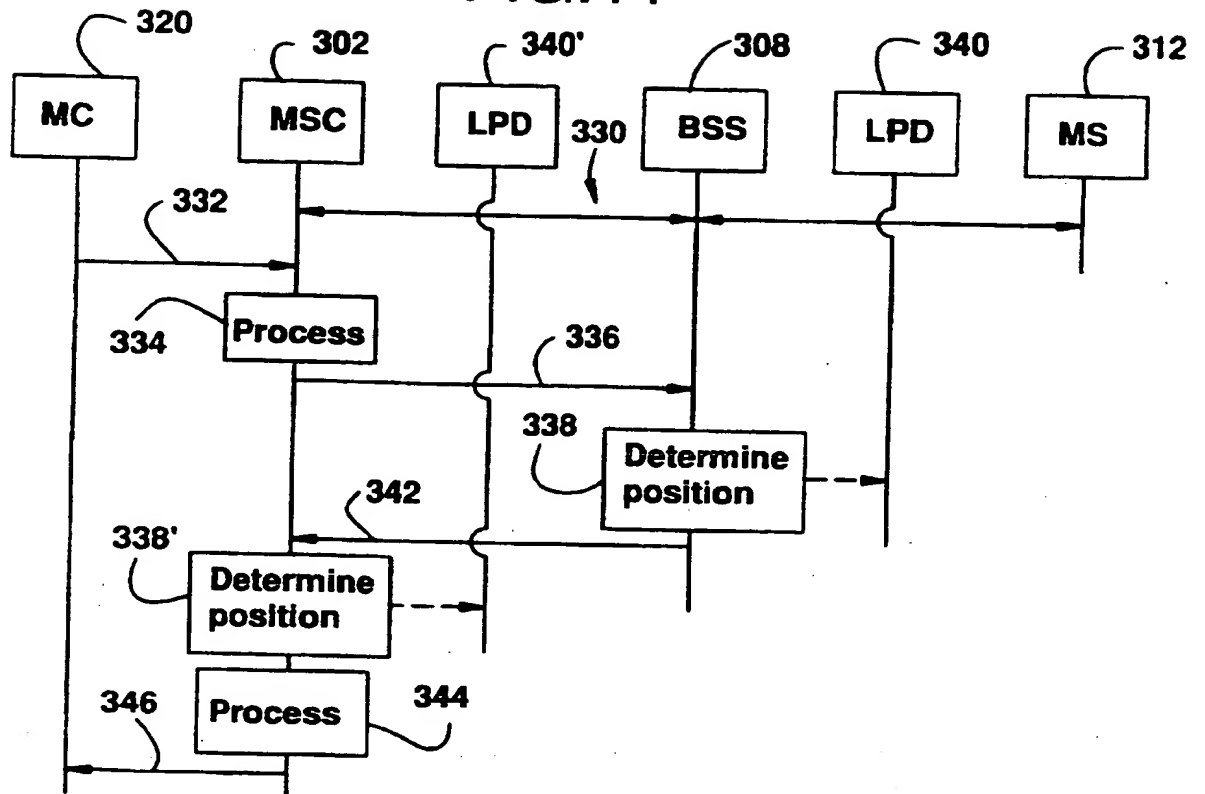 320
302
340'
308
340
312
MC
MSC
LPD
330
BSS
LPD
MS
332
334
Process
336
338
Determine
position
342
338'
Determine
position
346
Process
344